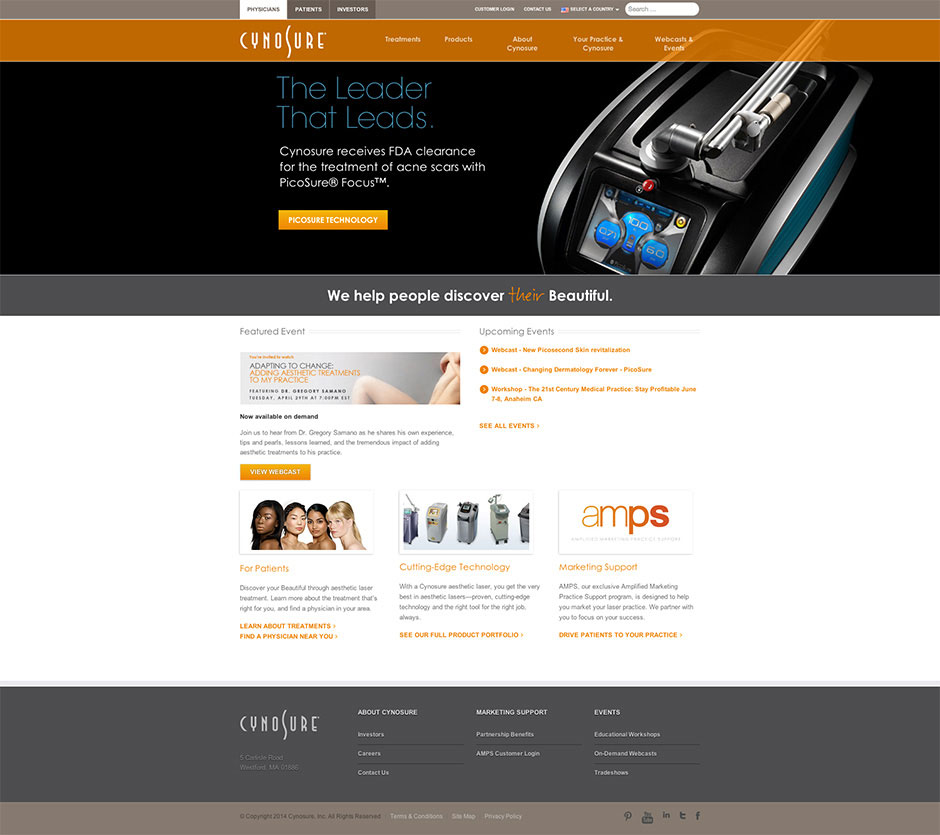 PHYSICIANS
PATIENTS
INVESTORS
CUSTOMER LOGIN
CONTACT US
SELECT A COUNTRY
Search ...
CYNOSURE
Treatments
Products
About
Cynosure
Your Practice &
Cynosure
Webcasts &
Events
The Leader
That Leads.
Cynosure receives FDA clearance
for the treatment of acne scars with
PicoSure® Focus™.
PICOSURE TECHNOLOGY
0.71
100
60
We help people discover their Beautiful.
Featured Event
You're invited to watch
ADAPTING TO CHANGE:
ADDING AESTHETIC TREATMENTS
TO MY PRACTICE
FEATURING DR. GREGORY SAMANO
TUESDAY, APRIL 29TH AT 7:00PM EST
Now available on demand
Join us to hear from Dr. Gregory Samano as he shares his own experience,
tips and pearls, lessons learned, and the tremendous impact of adding
aesthetic treatments to his practice.
VIEW WEBCAST
Upcoming Events
Webcast - New Picosecond Skin revitalization
Webcast - Changing Dermatology Forever - PicoSure
Workshop - The 21st Century Medical Practice: Stay Profitable June
7-8, Anaheim CA
SEE ALL EVENTS ›
For Patients
Discover your Beautiful through aesthetic laser
treatment. Learn more about the treatment that's
right for you, and find a physician in your area.
LEARN ABOUT TREATMENTS ›
FIND A PHYSICIAN NEAR YOU ›
Cutting-Edge Technology
With a Cynosure aesthetic laser, you get the very
best in aesthetic lasers—proven, cutting-edge
technology and the right tool for the right job,
always.
SEE OUR FULL PRODUCT PORTFOLIO ›
amps
AMPLIFIED MARKETING PRACTICE SUPPORT
Marketing Support
AMPS, our exclusive Amplified Marketing
Practice Support program, is designed to help
you market your laser practice. We partner with
you to focus on your success.
DRIVE PATIENTS TO YOUR PRACTICE ›
CYNOSURE
5 Carlisle Road
Westford, MA 01886
ABOUT CYNOSURE
Investors
Careers
Contact Us
MARKETING SUPPORT
Partnership Benefits
AMPS Customer Login
EVENTS
Educational Workshops
On-Demand Webcasts
Tradeshows
© Copyright 2014 Cynosure, Inc. All Rights Reserved
Terms & Conditions
Site Map
Privacy Policy